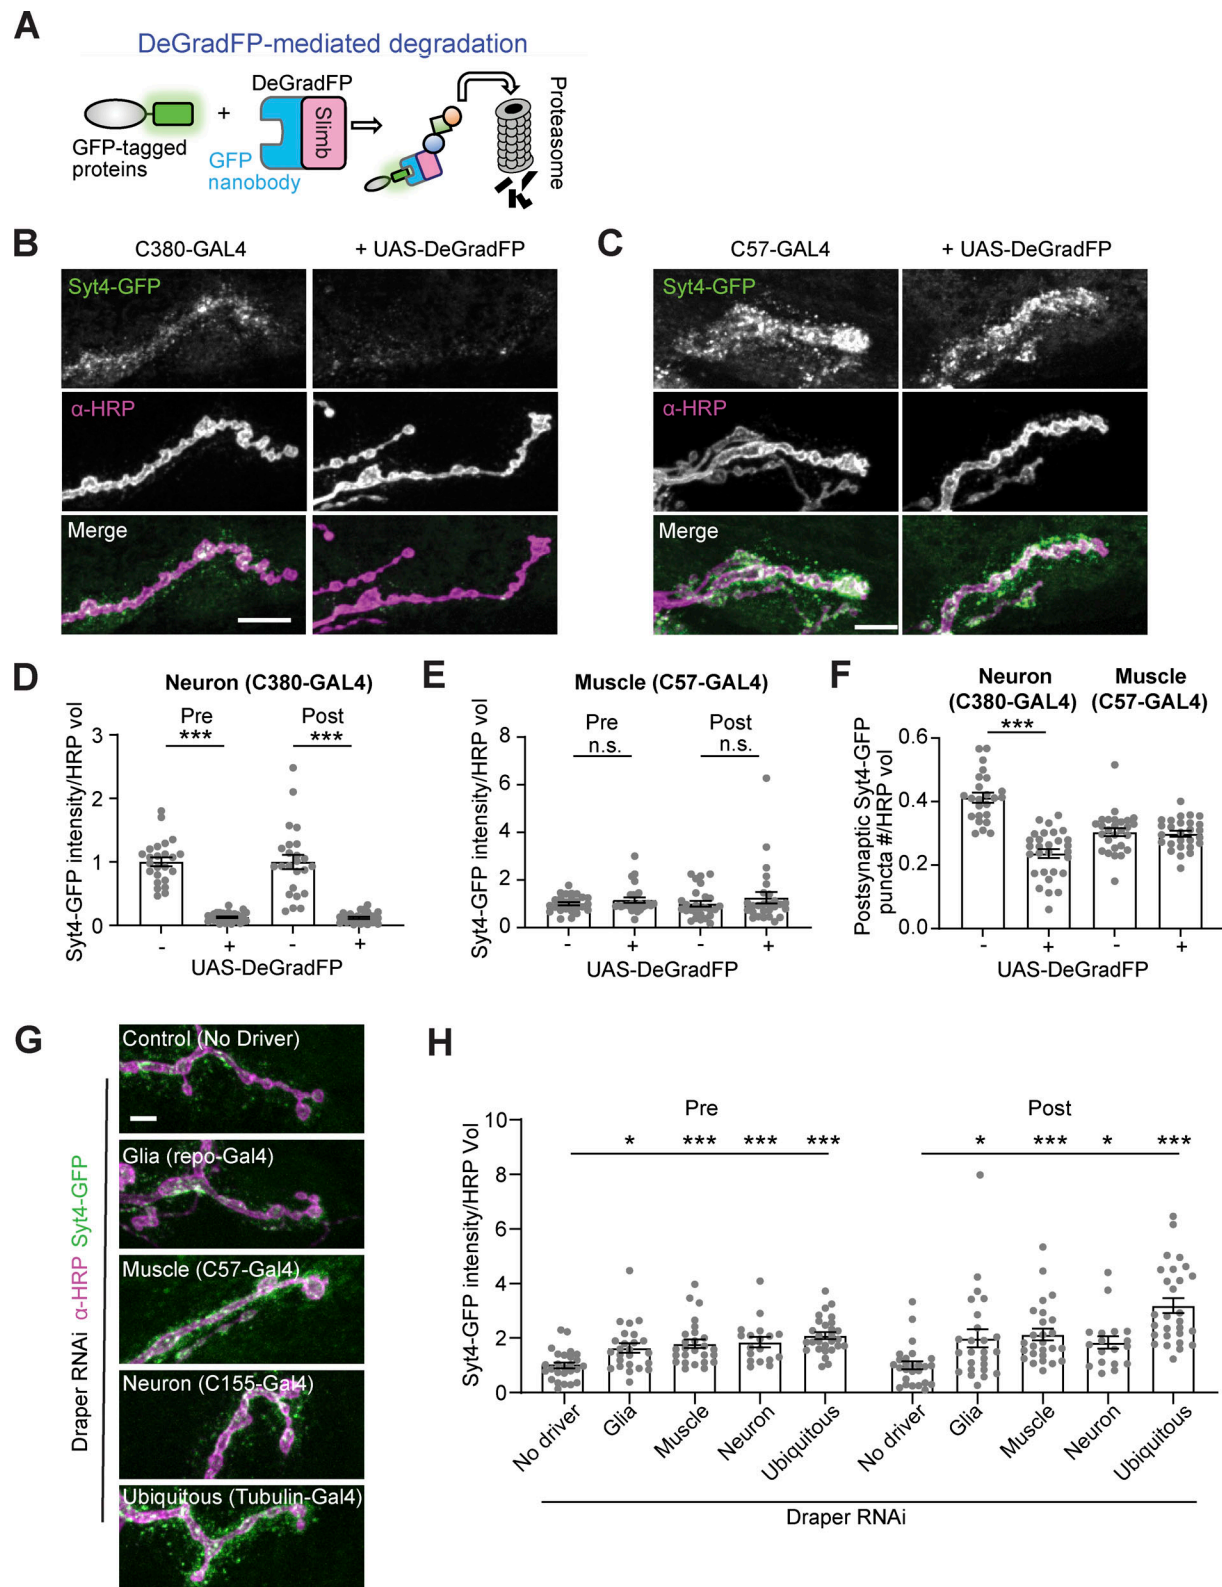 A
DeGradFP-mediated degradation
DeGradFP
GFP-tagged
proteins
+
GFP
nanobody
Slimb
Proteasome
B
C380-GAL4
+ UAS-DeGradFP
Syt4-GFP
α-HRP
Merge
C
C57-GAL4
+ UAS-DeGradFP
Syt4-GFP
α-HRP
Merge
D
Neuron (C380-GAL4)
Pre
Post
***
***
Syt4-GFP intensity/HRP vol
3
2
1
0
- + - +
UAS-DeGradFP
E
Muscle (C57-GAL4)
Pre
Post
n.s.
n.s.
Syt4-GFP intensity/HRP vol
8
6
4
2
0
- + - +
UAS-DeGradFP
F
Neuron
(C380-GAL4)
Muscle
(C57-GAL4)
***
Postsynaptic Syt4-GFP
puncta #/HRP vol
0.6
0.4
0.2
0.0
- + - +
UAS-DeGradFP
G
Draper RNAi
α-HRP Syt4-GFP
Control (No Driver)
Glia (repo-Gal4)
Muscle (C57-Gal4)
Neuron (C155-Gal4)
Ubiquitous (Tubulin-Gal4)
H
Pre
Post
* *** *** ***
* *** * ***
Syt4-GFP intensity/HRP Vol
10
8
6
4
2
0
No driver
Glia
Muscle
Neuron
Ubiquitous
No driver
Glia
Muscle
Neuron
Ubiquitous
Draper RNAi